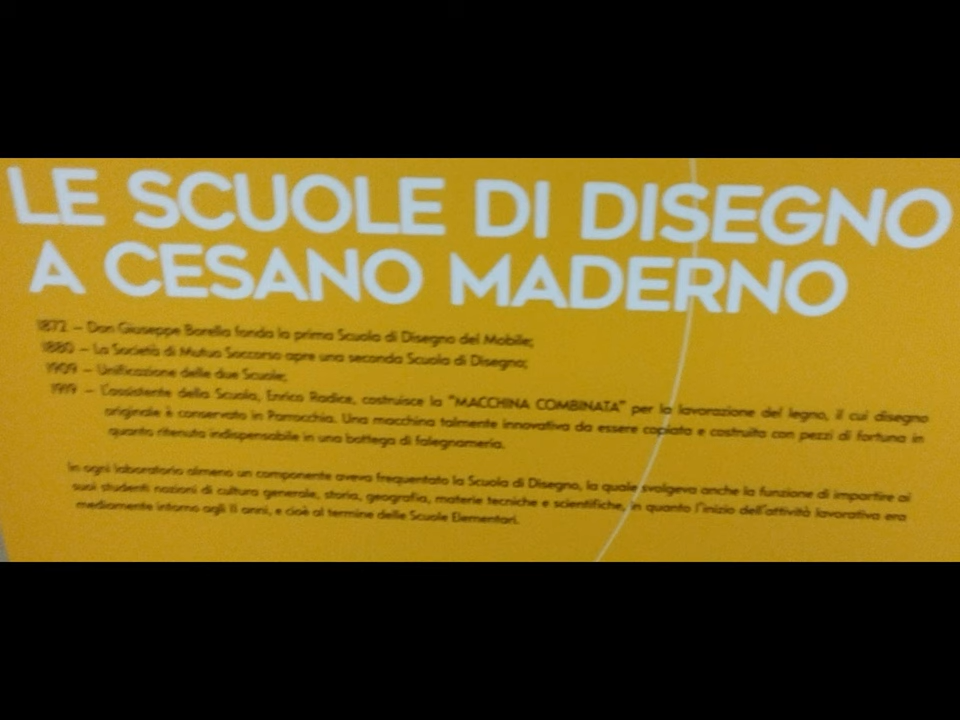 LE SCUOLE DI DISEGNO
A CESANO MADERNO
1872 – Don Giuseppe Borella fonda la prima Scuola di Disegno del Mobile;
1880 – La Società di Mutuo Soccorso apre una seconda Scuola di Disegno;
1909 – Unificazione delle due Scuole;
1919 – L'assistente della Scuola, Enrico Radice, costruisce la "MACCHINA COMBINATA" per la lavorazione del legno, il cui disegno
originale è conservato in Parrocchia. Una macchina talmente innovativa da essere copiata e costruita con pezzi di fortuna in
quanto ritenuta indispensabile in una bottega di falegnameria.
In ogni laboratorio almeno un componente aveva frequentato la Scuola di Disegno, la quale svolgeva anche la funzione di impartire ai
suoi studenti nozioni di cultura generale, storia, geografia, materie tecniche e scientifiche, in quanto l'inizio dell'attività lavorativa era
mediamente intorno agli 11 anni, e cioè al termine delle Scuole Elementari.